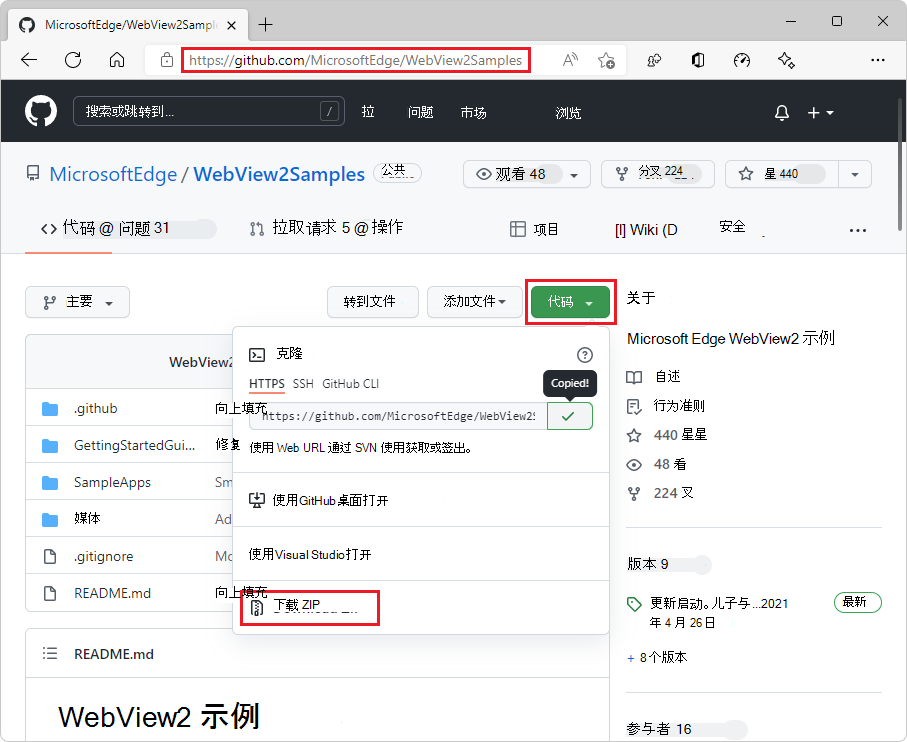 MicrosoftEdge/WebView2Sampl
https://github.com/MicrosoftEdge/WebView2Samples
搜索或跳转到... / 拉 问题 市场 浏览
MicrosoftEdge / WebView2Samples 公共 观看 48 分叉 224 星 440
代码 @ 问题 31 拉取请求 5 @ 操作 项目 [l] Wiki (D 安全
主要 转到文件 添加文件 代码 关于
Microsoft Edge WebView2 示例
WebView2
克隆
HTTPS SSH GitHub CLI
Copied!
自述
.github 向上填充
https://github.com/MicrosoftEdge/WebView2S
行为准则
440 星星
GettingStartedGui... 修复
使用 Web URL 通过 SVN 使用获取或签出。
48 看
SampleApps Sm
224 叉
使用GitHub桌面打开
媒体 Ad
.gitignore Mo
使用Visual Studio打开
版本 9
README.md 向上填充
下载 ZIP
更新启动。儿子与...2021 最新
年 4 月 26日
+ 8个版本
README.md
WebView2 示例
参与者 16